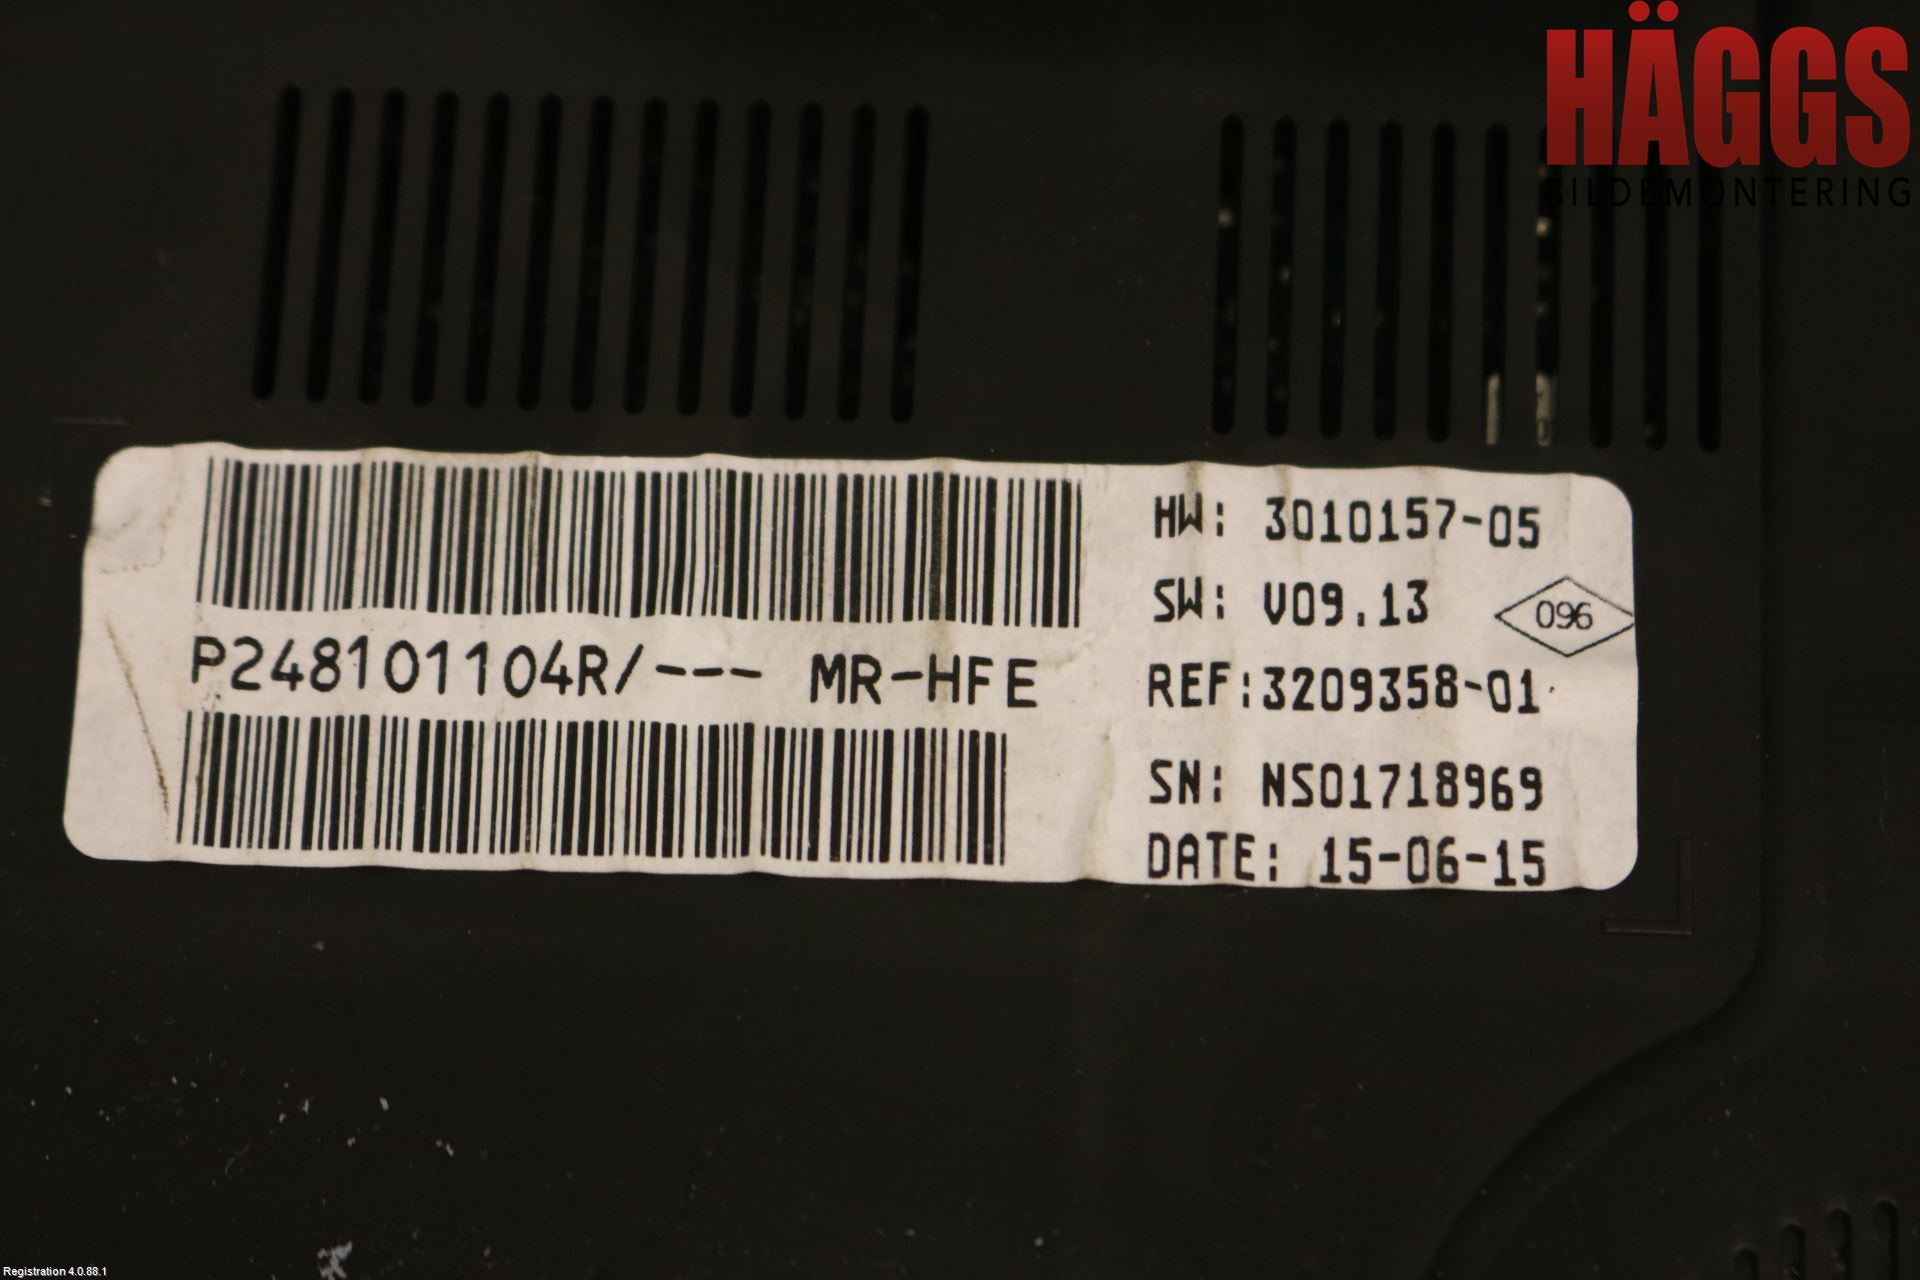 HÄGGS
BILDEMONTERING
P248101104R/--- MR-HFE
HW: 3010157-05
SW: V09.13
096
REF:3209358-01
SN: NS01718969
DATE: 15-06-15
Registration 4.0.88.1